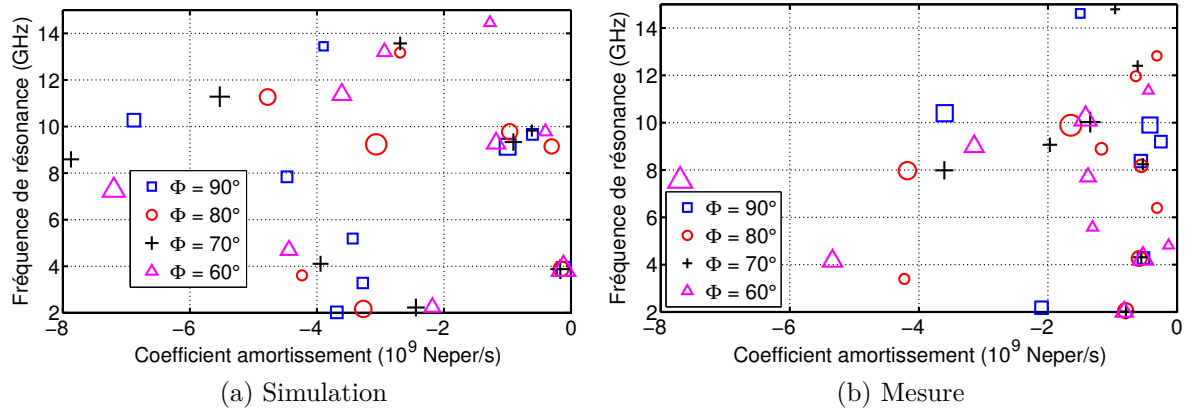 14
12
10
8
6
4
2
Fréquence de résonance (GHz)
Φ = 90°
Φ = 80°
Φ = 70°
Φ = 60°
−8 −6 −4 −2 0
Coefficient amortissement (10⁹ Neper/s)
(a) Simulation
14
12
10
8
6
4
2
Fréquence de résonance (GHz)
Φ = 90°
Φ = 80°
Φ = 70°
Φ = 60°
−8 −6 −4 −2 0
Coefficient amortissement (10⁹ Neper/s)
(b) Mesure